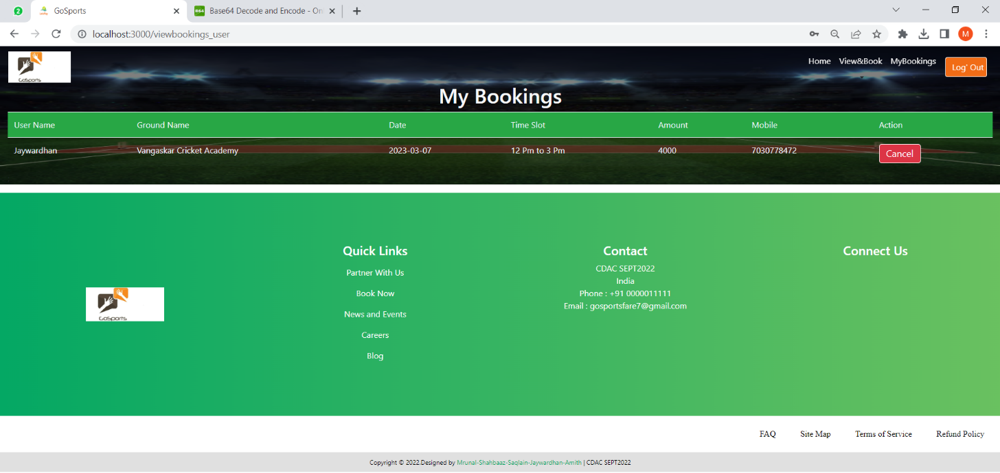 2
GoSports
B64
Base64 Decode and Encode - Onl
localhost:3000/viewbookings_user
M
GoSports
Home View&Book MyBookings Log' Out
My Bookings
User Name Ground Name Date Time Slot Amount Mobile Action
Jaywardhan Vangaskar Cricket Academy 2023-03-07 12 Pm to 3 Pm 4000 7030778472 Cancel
GoSports
Quick Links
Partner With Us
Book Now
News and Events
Careers
Blog
Contact
CDAC SEPT2022
India
Phone : +91 0000011111
Email : gosportsfare7@gmail.com
Connect Us
FAQ Site Map Terms of Service Refund Policy
Copyright © 2022.Designed by Mrunal-Shahbaaz-Saqlain-Jaywardhan-Amith | CDAC SEPT2022